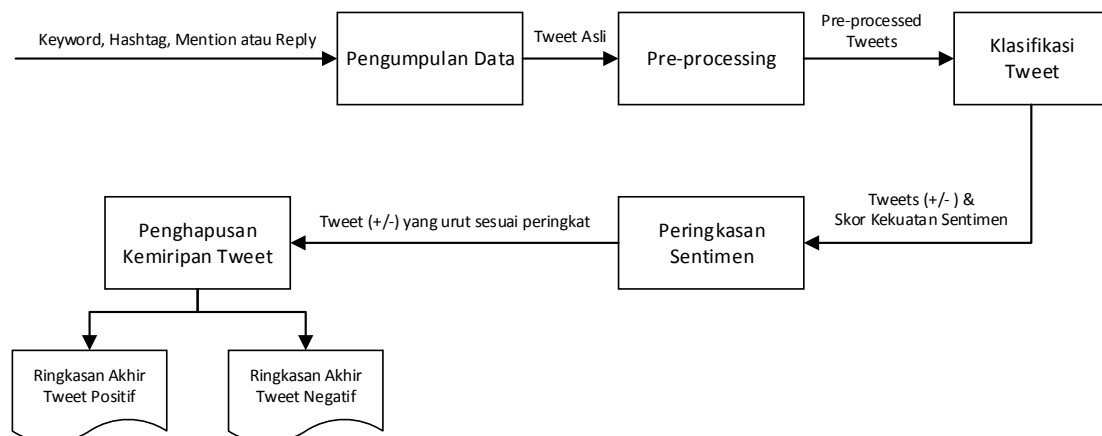 Keyword, Hashtag, Mention atau Reply
Pengumpulan Data
Tweet Asli
Pre-processing
Pre-processed
Tweets
Klasifikasi
Tweet
Tweets (+/- ) &
Skor Kekuatan Sentimen
Peringkasan
Sentimen
Tweet (+/-) yang urut sesuai peringkat
Penghapusan
Kemiripan Tweet
Ringkasan Akhir
Tweet Positif
Ringkasan Akhir
Tweet Negatif